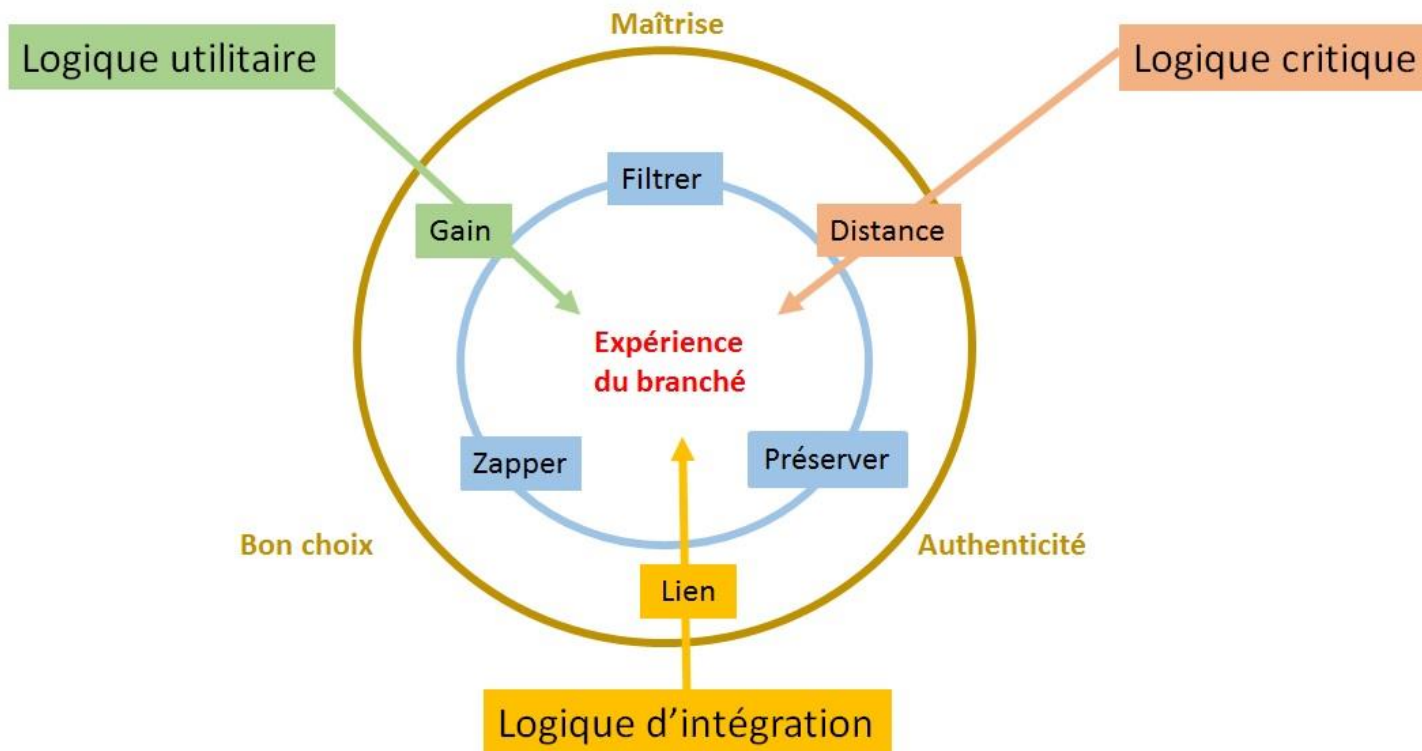 Maîtrise
Logique utilitaire
Logique critique
Filtrer
Gain
Distance
Expérience
du branché
Zapper
Préserver
Bon choix
Authenticité
Lien
Logique d’intégration